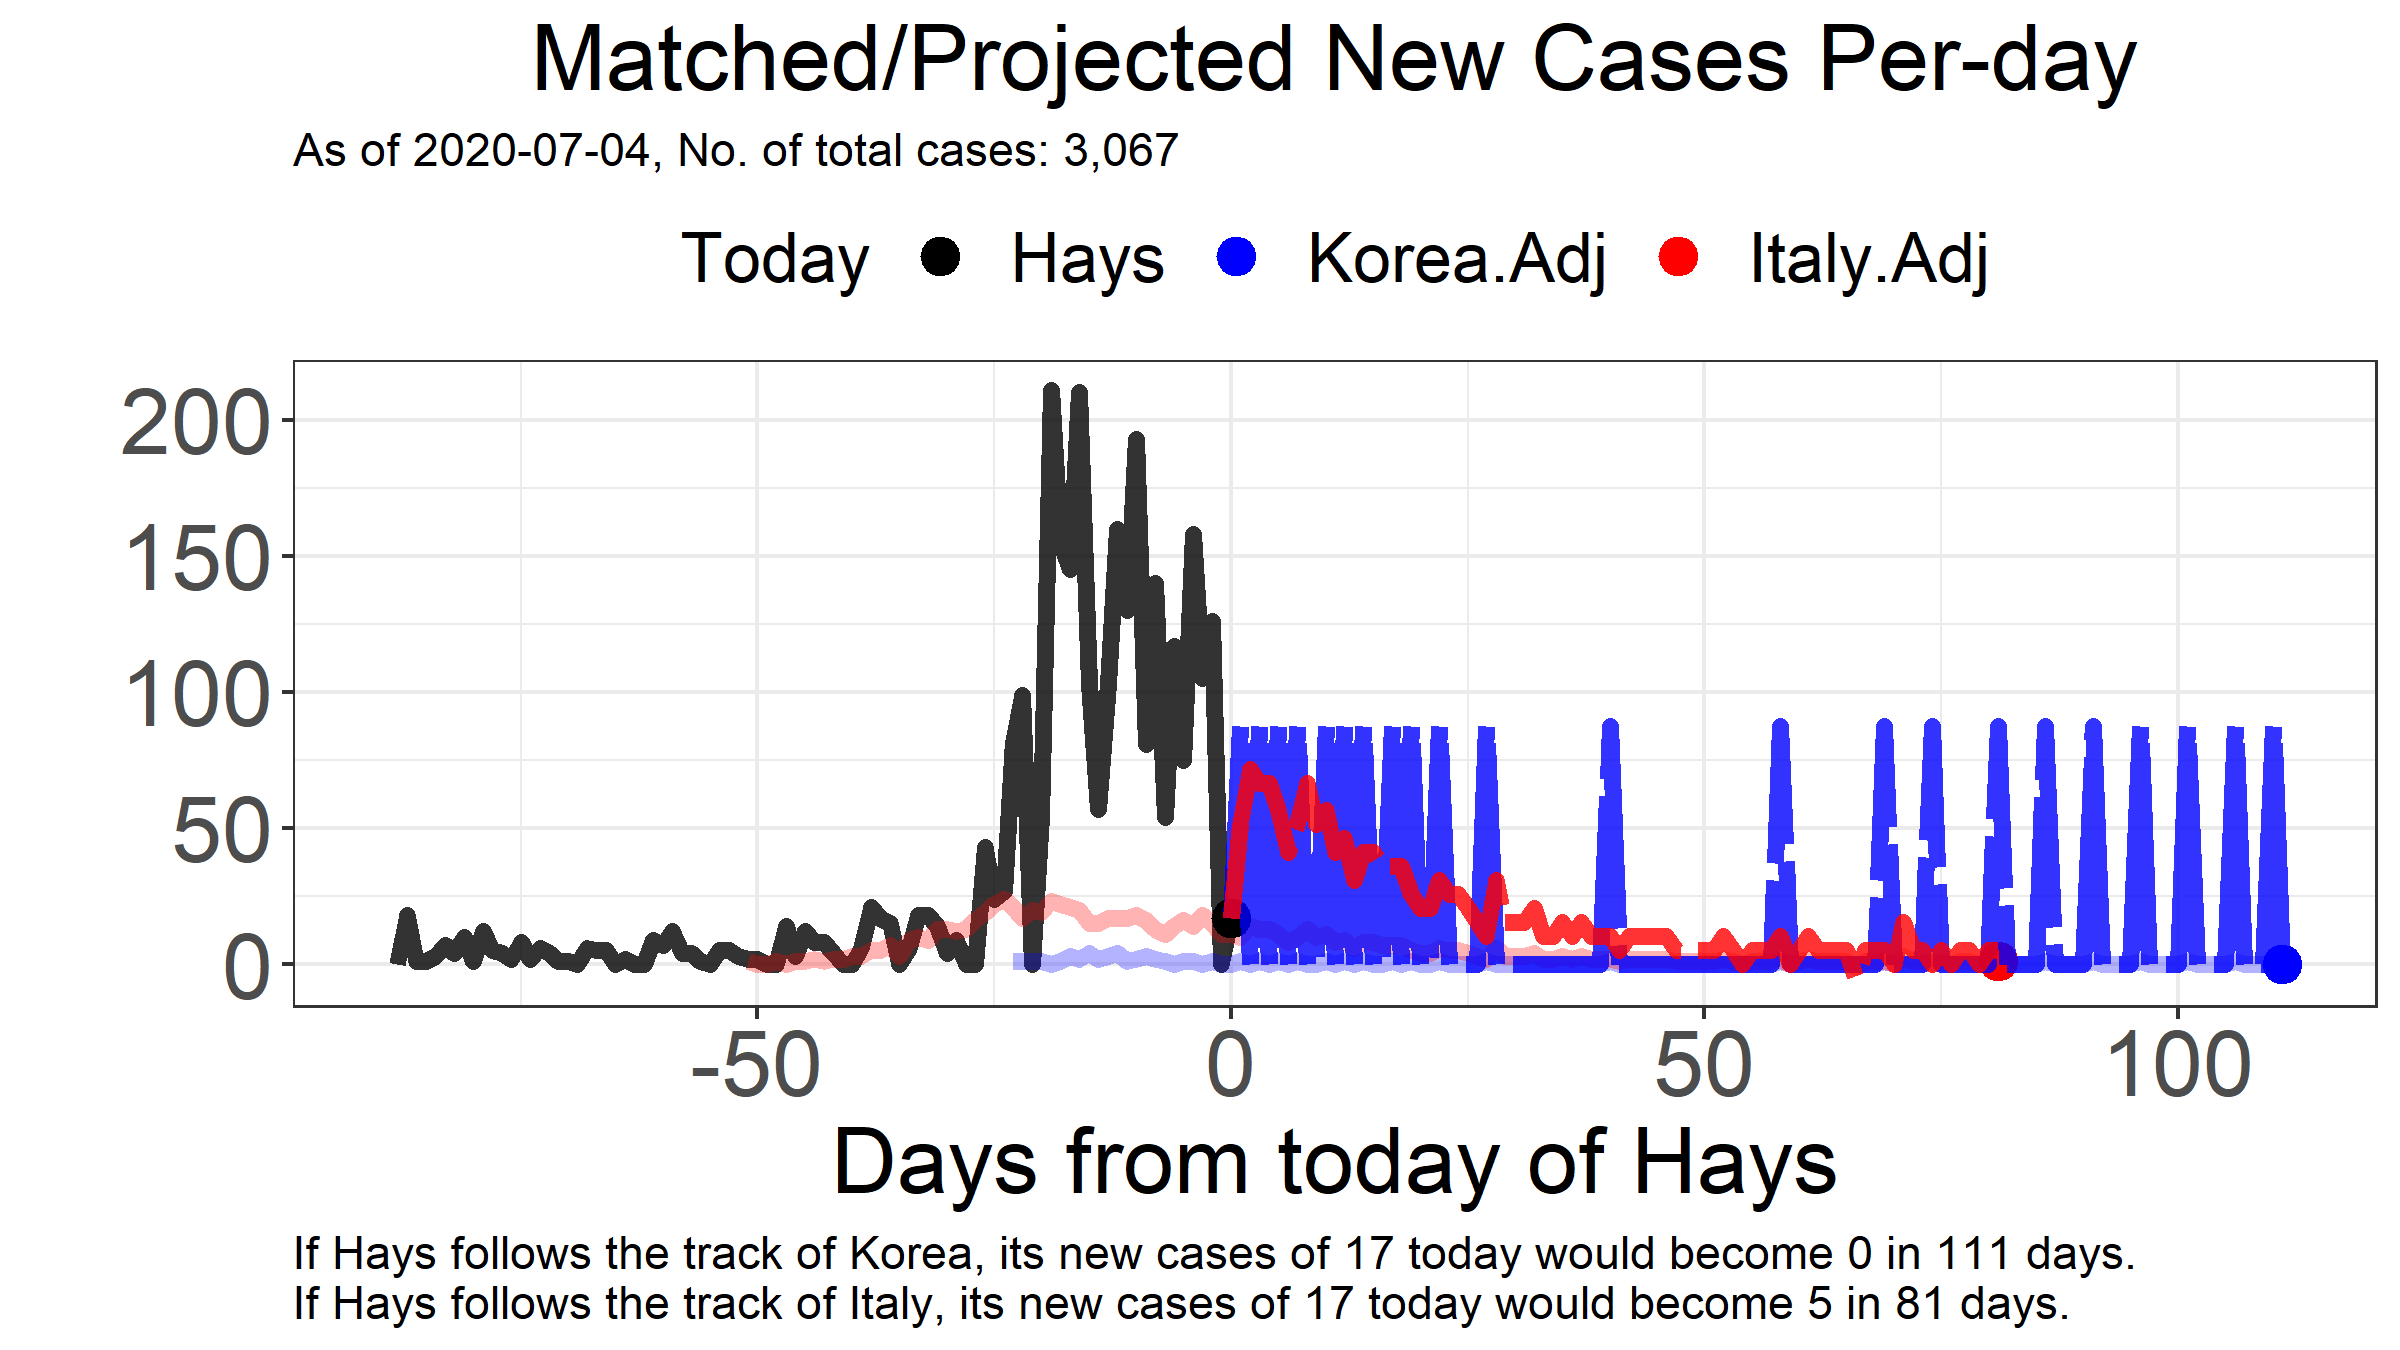 Matched/Projected New Cases Per-day
As of 2020-07-04, No. of total cases: 3,067
Today Hays Korea.Adj Italy.Adj
200
150
100
50
0
-50 0 50 100
Days from today of Hays
If Hays follows the track of Korea, its new cases of 17 today would become 0 in 111 days.
If Hays follows the track of Italy, its new cases of 17 today would become 5 in 81 days.